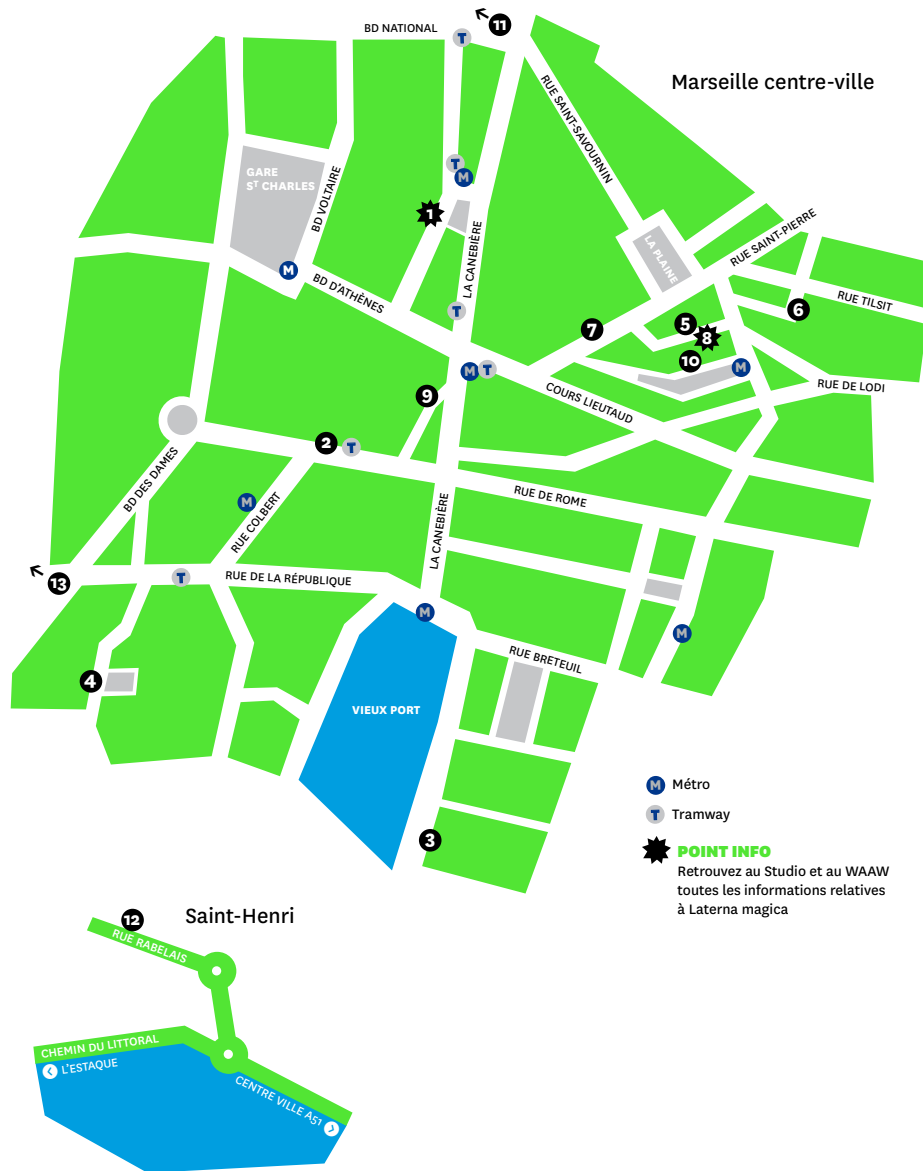 11
BD NATIONAL
T
Marseille centre-ville
RUE SAINT-SAVOURNIN
GARE
Sᵀ CHARLES
BD VOLTAIRE
T
M
1
LA CANEBIÈRE
LA PLAINE
RUE SAINT-PIERRE
M
BD D'ATHÈNES
T
RUE TILSIT
6
5
8
7
10
M
M
T
RUE DE LODI
9
COURS LIEUTAUD
2
T
BD DES DAMES
M
RUE COLBERT
RUE DE ROME
LA CANEBIÈRE
13
T
RUE DE LA RÉPUBLIQUE
M
M
4
RUE BRETEUIL
VIEUX PORT
3
M Métro
T Tramway
POINT INFO
Retrouvez au Studio et au WAAW
toutes les informations relatives
à Laterna magica
12
Saint-Henri
RUE RABELAIS
CHEMIN DU LITTORAL
L'ESTAQUE
CENTRE VILLE A51